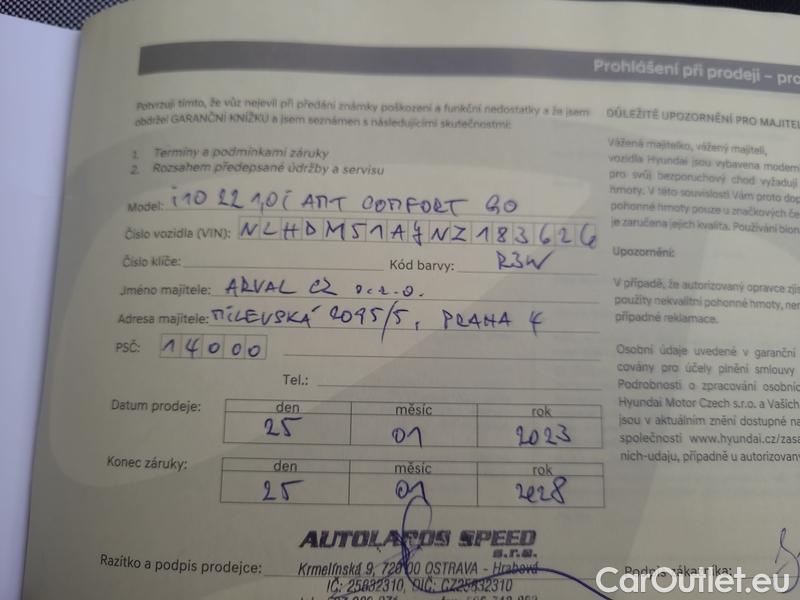 Prohlášení při prodeji – pro
Potvrzuji tímto, že vůz nejevil při předání známky poškození a funkční nedostatky a že jsem
obdržel GARANČNÍ KNÍŽKU a jsem seznámen s následujícími skutečnostmi:
1. Termíny a podmínkami záruky
2. Rozsahem předepsané údržby a servisu
Model: i10 22 1,0i AMT COMFORT GO
Číslo vozidla (VIN): NLHDM51AJNZ183626
Číslo klíče: Kód barvy: R3W
Jméno majitele: ARVAL CZ s.r.o.
Adresa majitele: MILEVSKÁ 2095/5, PRAHA 4
PSČ: 14000
Tel.:
Datum prodeje: den měsíc rok
25 01 2023
Konec záruky: den měsíc rok
25 01 2028
AUTOLAROS SPEED
s.r.o.
Razítko a podpis prodejce: Krmelínská 9, 720 00 OSTRAVA - Hrabová
IČ: 25832310, DIČ: CZ25832310
DŮLEŽITÉ UPOZORNĚNÍ PRO MAJITEL
Vážená majitelko, vážený majiteli,
vozidla Hyundai jsou vybavena modern
pro svůj bezporuchový chod vyžadují
hmoty. V této souvislosti Vám proto dop
pohonné hmoty pouze u značkových če
je zaručena jejich kvalita. Používání bion
Upozornění:
V případě, že autorizovaný opravce zjis
použity nekvalitní pohonné hmoty, nen
případné reklamace.
Osobní údaje uvedené v garanční
covány pro účely plnění smlouvy
Podrobnosti o zpracování osobníc
Hyundai Motor Czech s.r.o. a Vašich
jsou v aktuálním znění dostupné na
společnosti www.hyundai.cz/zasa
nich-udaju, případně u autorizovaný
Podpis zákazníka:
CarOutlet.eu